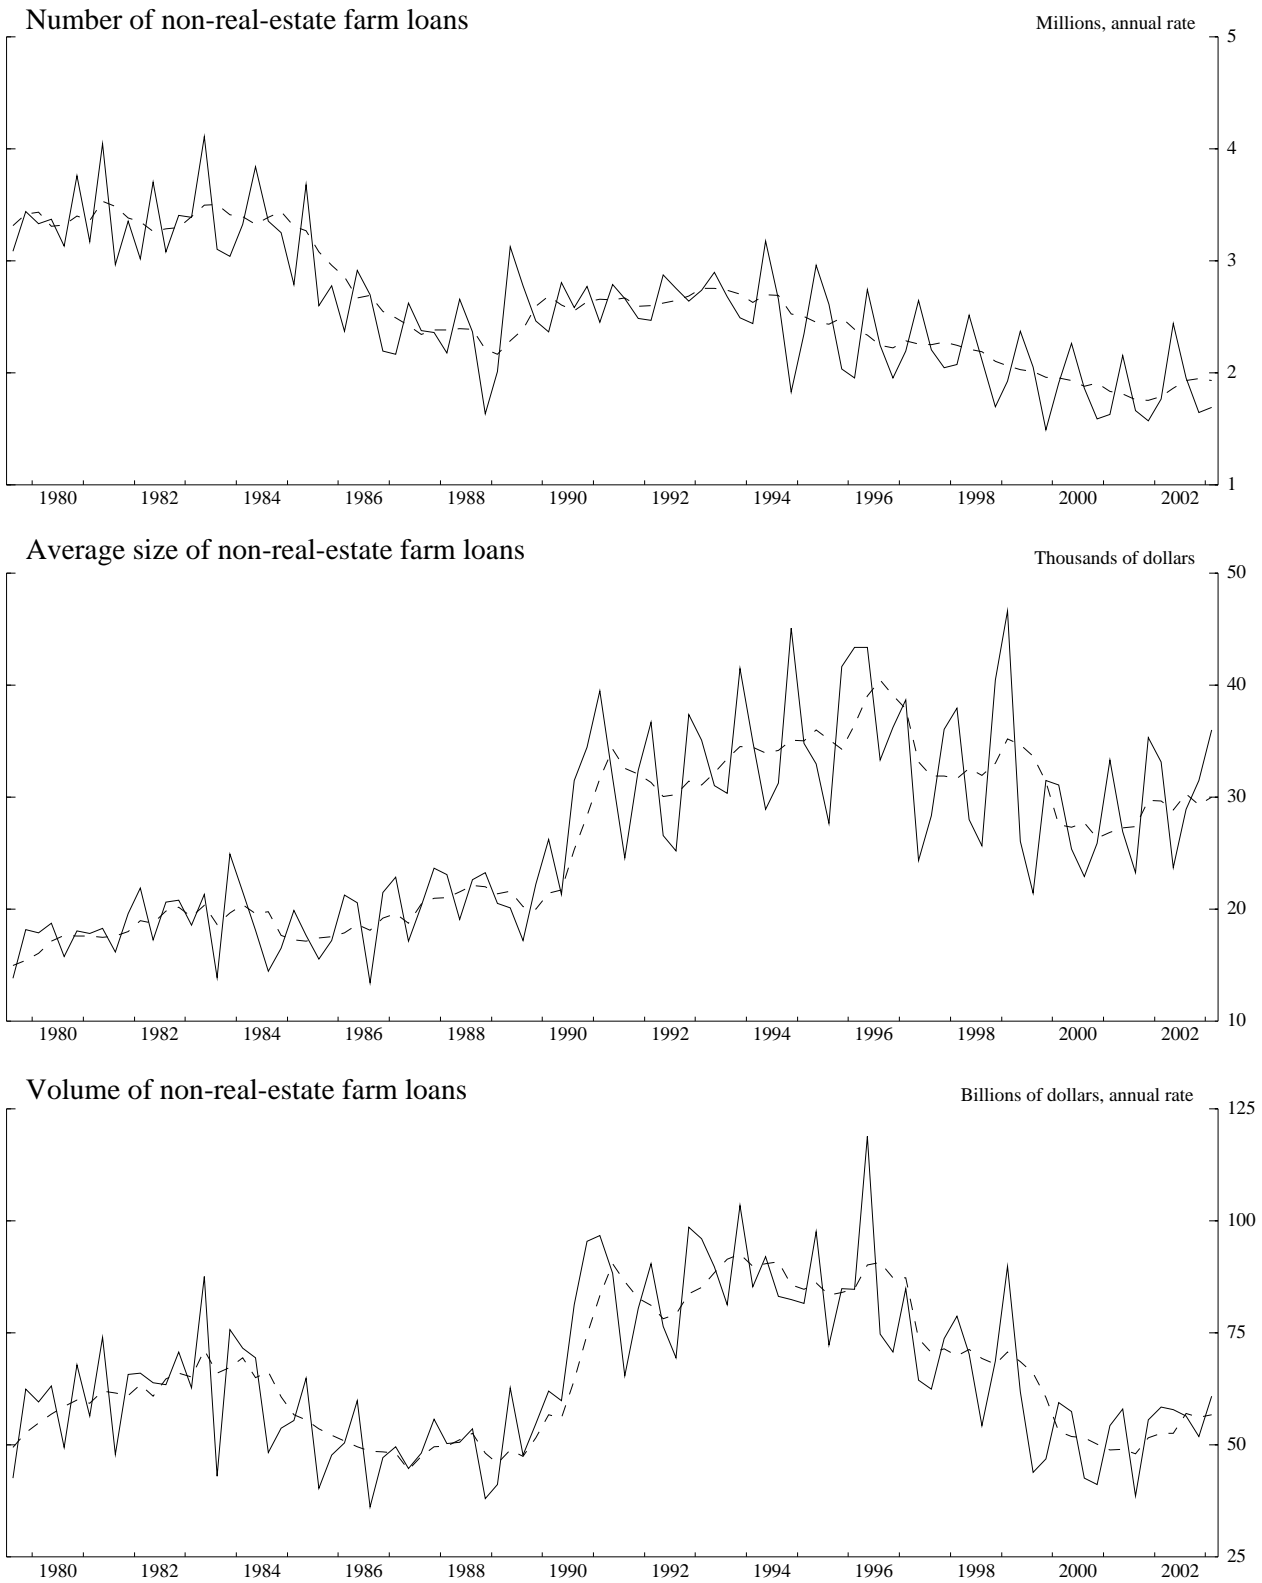 Number of non-real-estate farm loans
Millions, annual rate
5
4
3
2
1
1980 1982 1984 1986 1988 1990 1992 1994 1996 1998 2000 2002
Average size of non-real-estate farm loans
Thousands of dollars
50
40
30
20
10
1980 1982 1984 1986 1988 1990 1992 1994 1996 1998 2000 2002
Volume of non-real-estate farm loans
Billions of dollars, annual rate
125
100
75
50
25
1980 1982 1984 1986 1988 1990 1992 1994 1996 1998 2000 2002